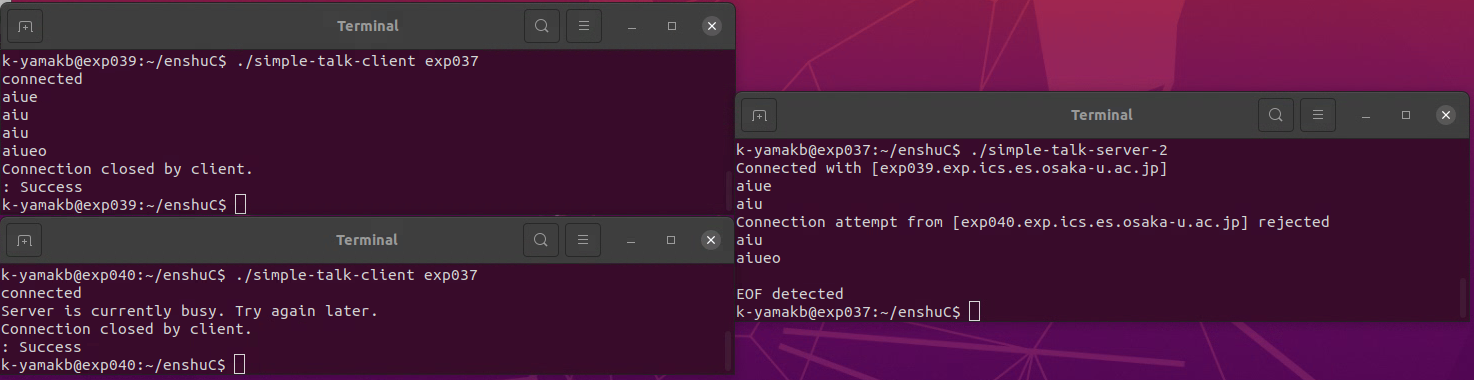 Terminal
k-yamakb@exp039:~/enshuC$ ./simple-talk-client exp037
connected
aiue
aiu
aiu
aiueo
Connection closed by client.
: Success
k-yamakb@exp039:~/enshuC$
Terminal
k-yamakb@exp040:~/enshuC$ ./simple-talk-client exp037
connected
Server is currently busy. Try again later.
Connection closed by client.
: Success
k-yamakb@exp040:~/enshuC$
Terminal
k-yamakb@exp037:~/enshuC$ ./simple-talk-server-2
Connected with [exp039.exp.ics.es.osaka-u.ac.jp]
aiue
aiu
Connection attempt from [exp040.exp.ics.es.osaka-u.ac.jp] rejected
aiu
aiueo
EOF detected
k-yamakb@exp037:~/enshuC$